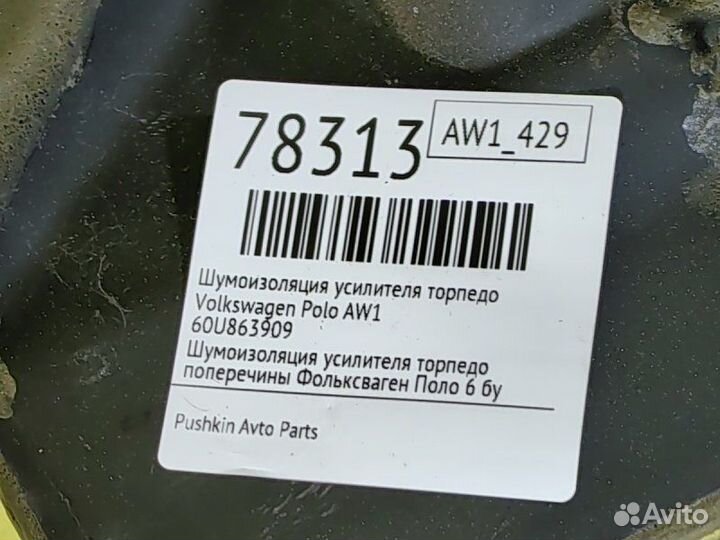 78313
AW1_429
Шумоизоляция усилителя торпедо
Volkswagen Polo AW1
60U863909
Шумоизоляция усилителя торпедо
поперечины Фольксваген Поло 6 бу
Pushkin Avto Parts
Avito